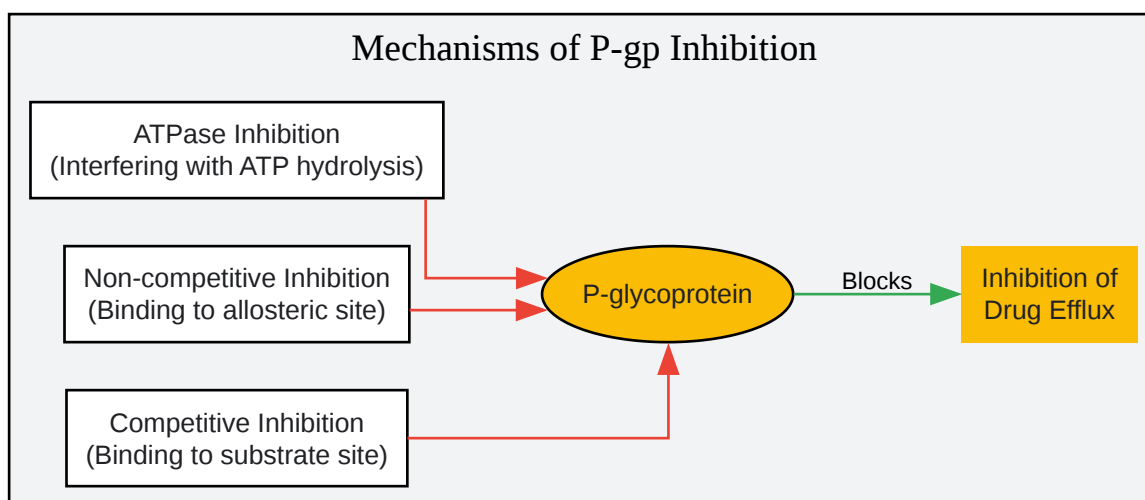 Mechanisms of P-gp Inhibition
ATPase Inhibition
(Interfering with ATP hydrolysis)
Non-competitive Inhibition
(Binding to allosteric site)
Competitive Inhibition
(Binding to substrate site)
P-glycoprotein
Blocks
Inhibition of
Drug Efflux